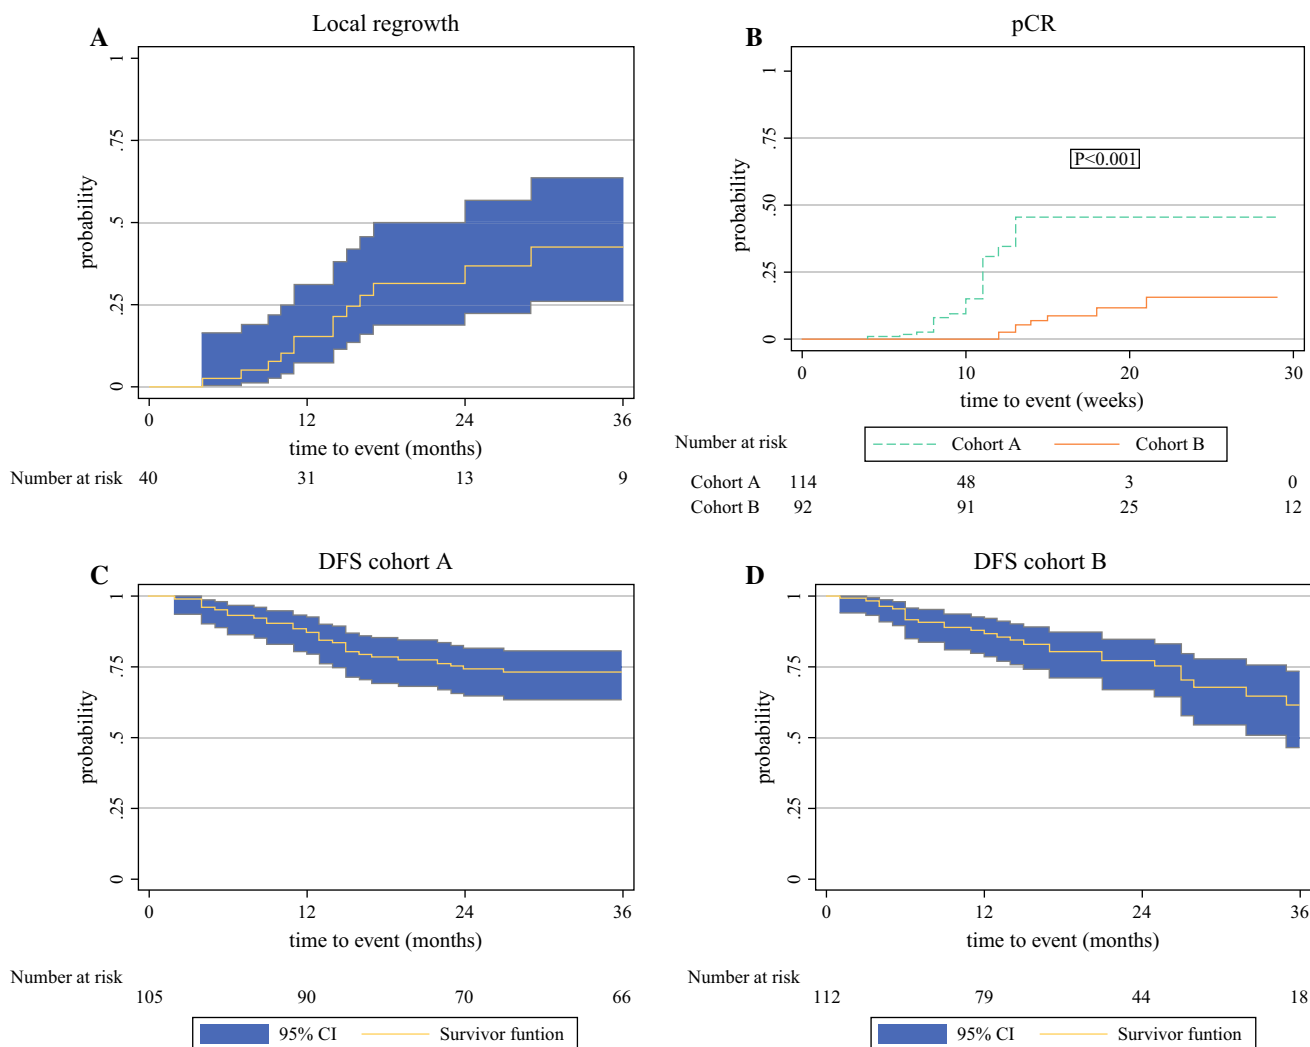 A
Local regrowth
1
.75
.5
.25
0
probability
0 12 24 36
time to event (months)
Number at risk 40 31 13 9
B
pCR
1
.75
.50
.25
0
probability
P<0.001
0 10 20 30
time to event (weeks)
Number at risk
Cohort A Cohort B
Cohort A 114 48 3 0
Cohort B 92 91 25 12
C
DFS cohort A
1
.75
.5
.25
0
probability
0 12 24 36
time to event (months)
Number at risk
105 90 70 66
95% CI Survivor funtion
D
DFS cohort B
1
.75
.5
.25
0
probability
0 12 24 36
time to event (months)
Number at risk
112 79 44 18
95% CI Survivor funtion